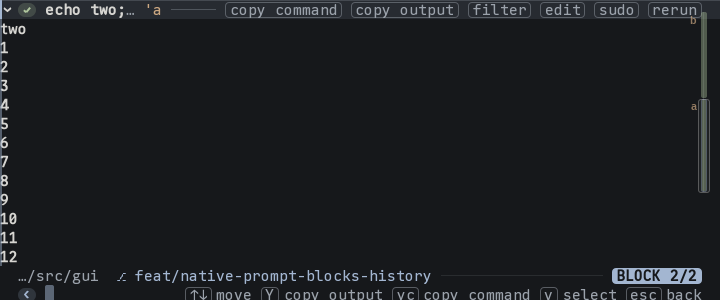 echo two;… 'a copy command copy output filter edit sudo rerun
b
two
1
2
3
4
a
5
6
7
8
9
10
11
12
…/src/gui feat/native-prompt-blocks-history BLOCK 2/2
↑↓ move Y copy output yc copy command v select esc back